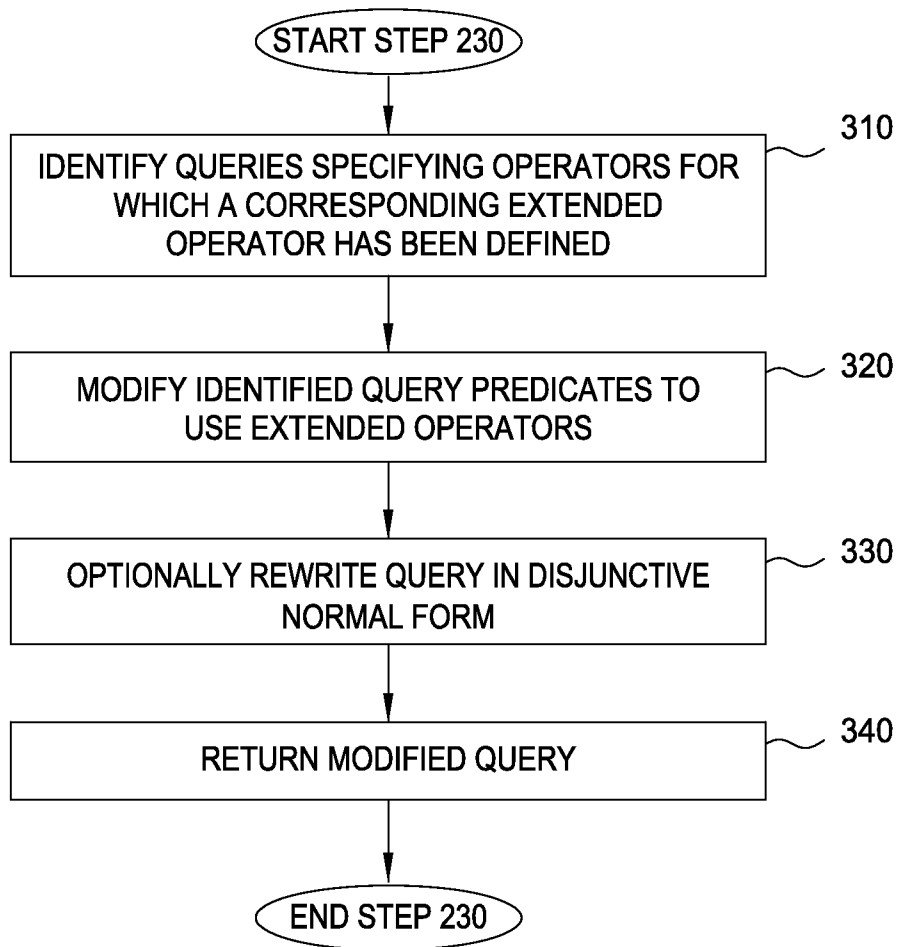 START STEP 230
310
IDENTIFY QUERIES SPECIFYING OPERATORS FOR
WHICH A CORRESPONDING EXTENDED
OPERATOR HAS BEEN DEFINED
320
MODIFY IDENTIFIED QUERY PREDICATES TO
USE EXTENDED OPERATORS
330
OPTIONALLY REWRITE QUERY IN DISJUNCTIVE
NORMAL FORM
340
RETURN MODIFIED QUERY
END STEP 230